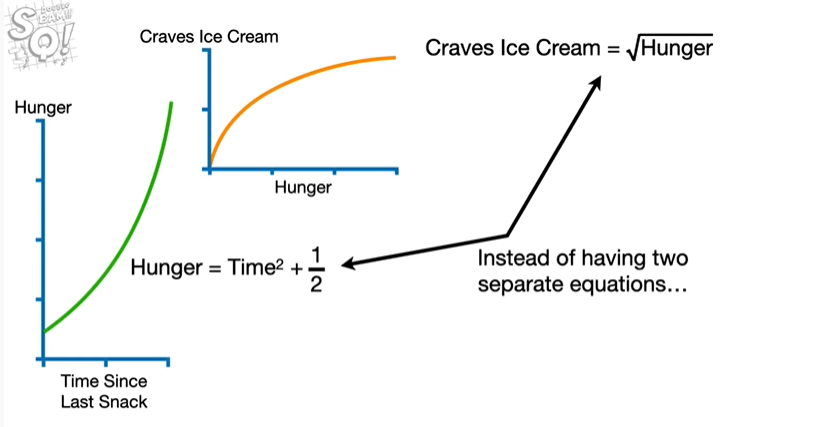 Craves Ice Cream
Craves Ice Cream = √Hunger
Hunger
Hunger
Hunger = Time² + 1/2
Instead of having two
separate equations...
Time Since
Last Snack